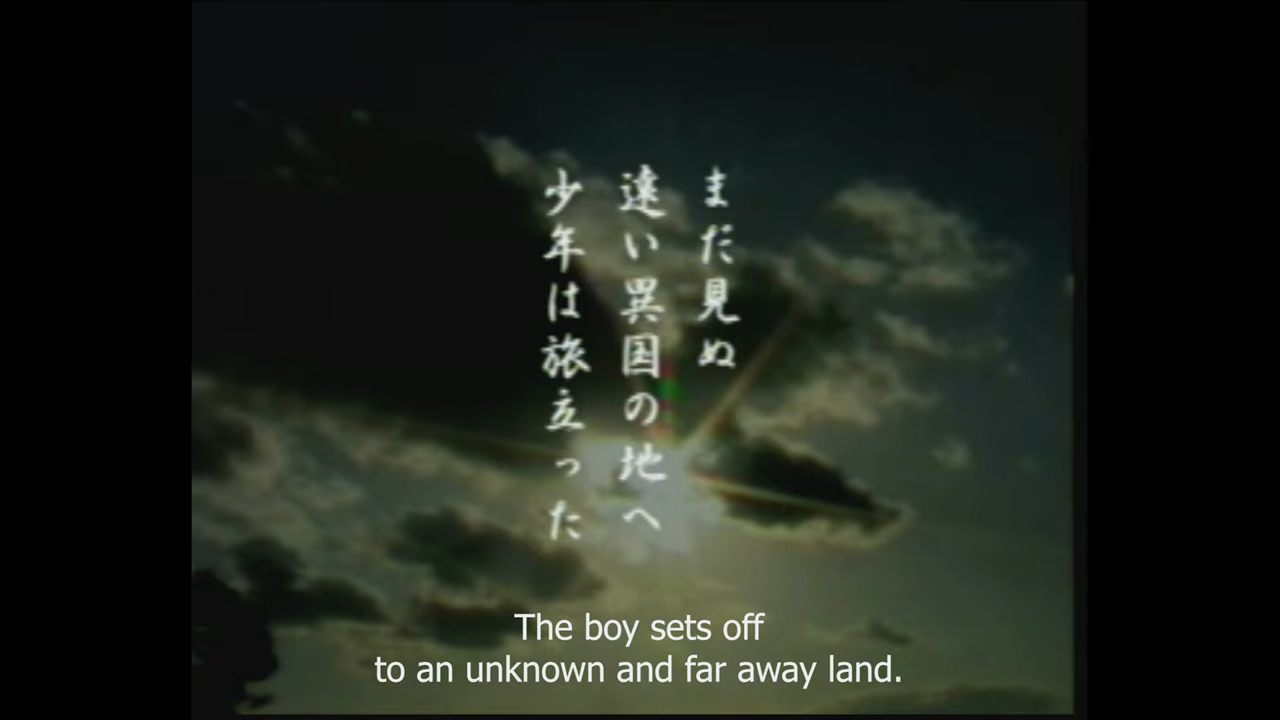 まだ見ぬ
遠い異国の地へ
少年は旅立った
The boy sets off
to an unknown and far away land.